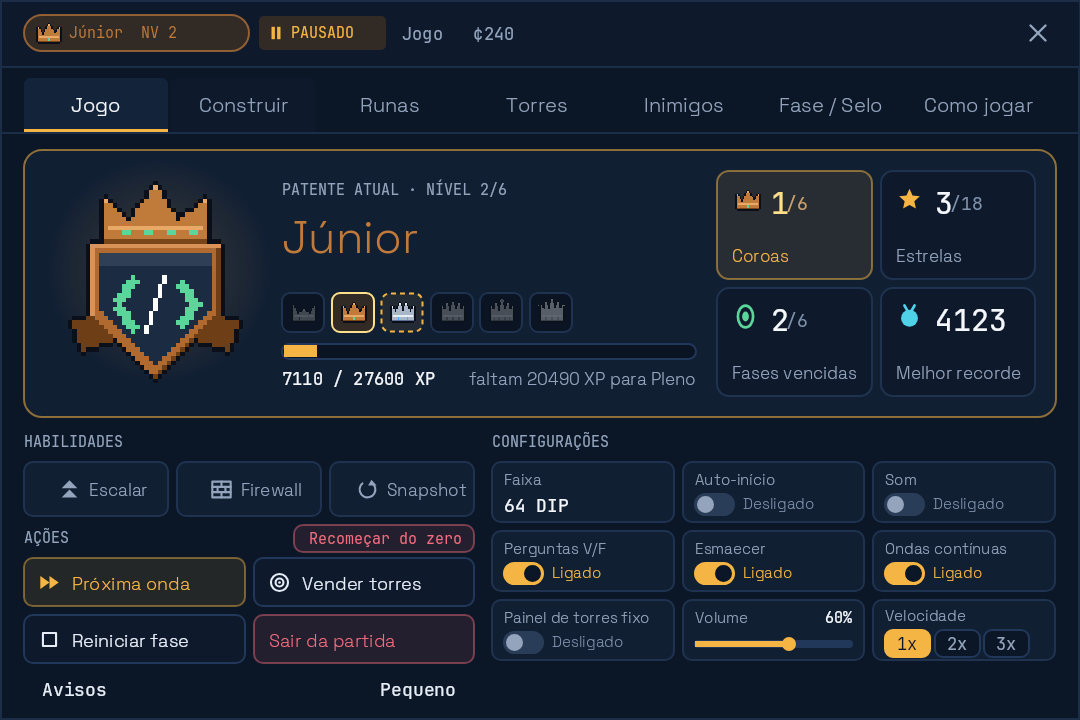 Júnior NV 2
PAUSADO
Jogo ¢240
Jogo Construir Runas Torres Inimigos Fase / Selo Como jogar
PATENTE ATUAL · NÍVEL 2/6
Júnior
7110 / 27600 XP faltam 20490 XP para Pleno
1/6
Coroas
3/18
Estrelas
2/6
Fases vencidas
4123
Melhor recorde
HABILIDADES
Escalar Firewall Snapshot
AÇÕES
Recomeçar do zero
Próxima onda Vender torres
Reiniciar fase Sair da partida
Avisos Pequeno
CONFIGURAÇÕES
Faixa
64 DIP
Auto-início
Desligado
Som
Desligado
Perguntas V/F
Ligado
Esmaecer
Ligado
Ondas contínuas
Ligado
Painel de torres fixo
Desligado
Volume 60%
Velocidade
1x 2x 3x